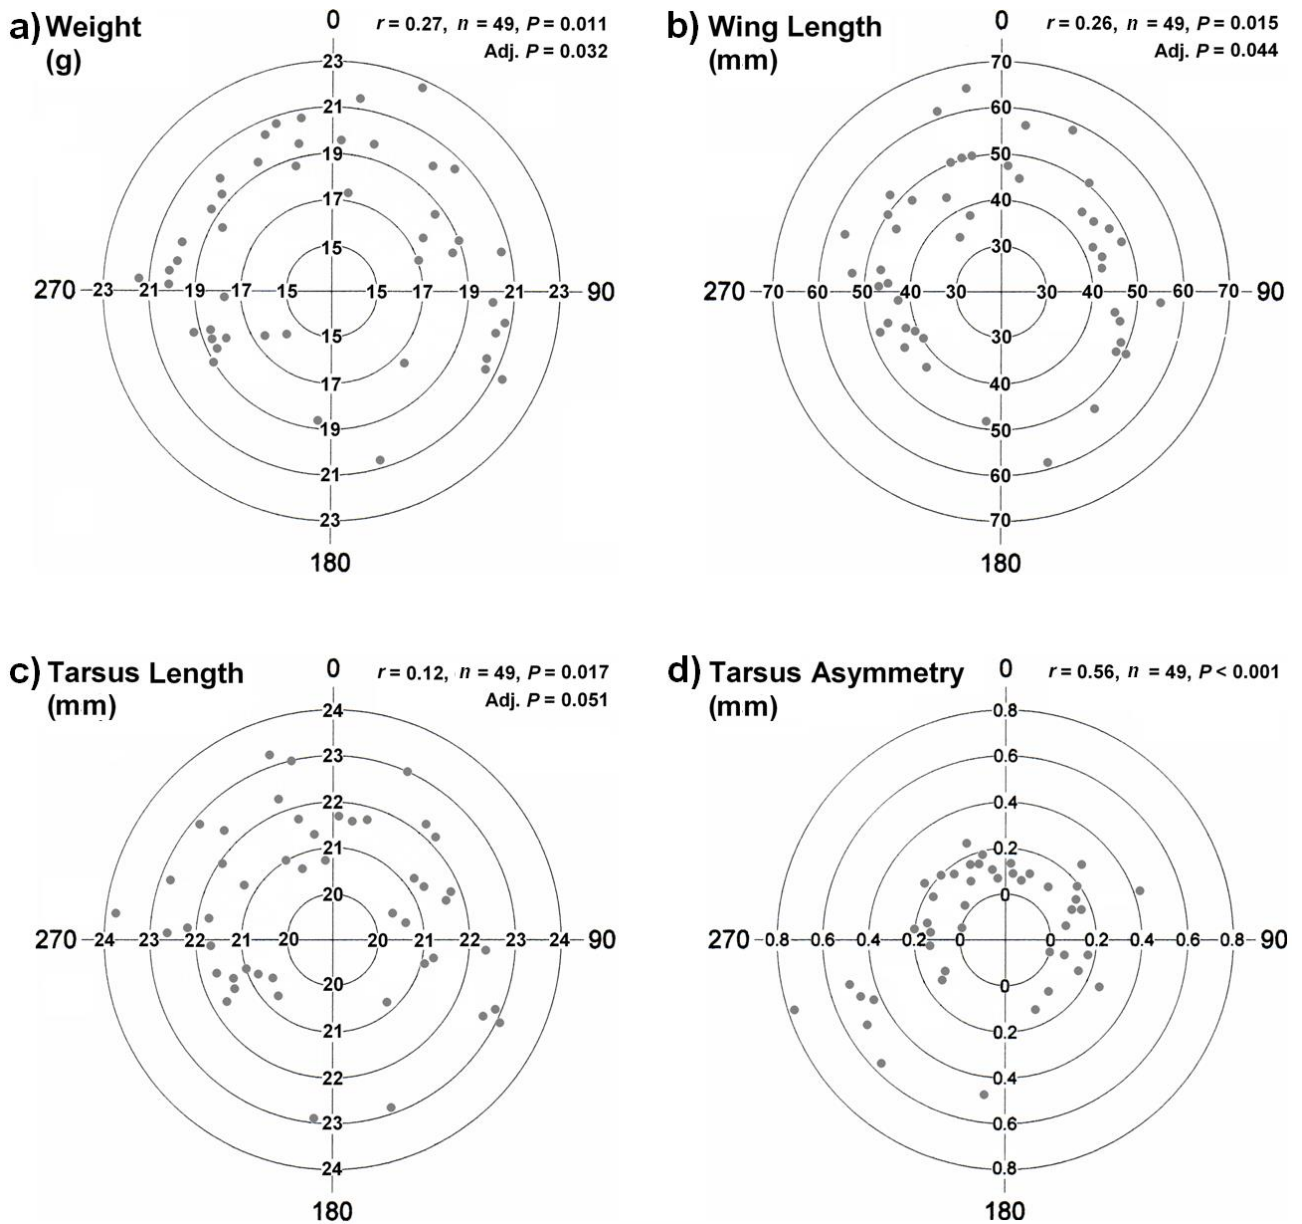 a) Weight
(g)
0
r = 0.27, n = 49, P = 0.011
Adj. P = 0.032
23
21
19
17
15
270 23 21 19 17 15 15 17 19 21 23 90
15
17
19
21
23
180
b) Wing Length
(mm)
0
r = 0.26, n = 49, P = 0.015
Adj. P = 0.044
70
60
50
40
30
270 70 60 50 40 30 30 40 50 60 70 90
30
40
50
60
70
180
c) Tarsus Length
(mm)
0
r = 0.12, n = 49, P = 0.017
Adj. P = 0.051
24
23
22
21
20
270 24 23 22 21 20 20 21 22 23 24 90
20
21
22
23
24
180
d) Tarsus Asymmetry
(mm)
0
r = 0.56, n = 49, P < 0.001
0.8
0.6
0.4
0.2
0
270 0.8 0.6 0.4 0.2 0 0 0.2 0.4 0.6 0.8 90
0
0.2
0.4
0.6
0.8
180